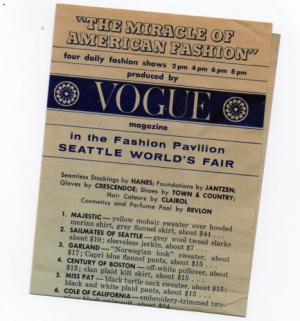 "THE MIRACLE OF
AMERICAN FASHION"
four daily fashion shows 2 pm 4 pm 6 pm 8 pm
produced by
VOGUE
magazine
in the Fashion Pavilion
SEATTLE WORLD'S FAIR
Seamless Stockings by HANES; Foundations by JANTZEN;
Gloves by CRESCENDOE; Shoes by TOWN & COUNTRY;
Hair Colours by CLAIROL
Cosmetics and Perfume Pool by REVLON
1. MAJESTIC — yellow mohair sweater over hooded
merizo shirt, grey flannel skirt, about $44 . . .
2. SAILMATES OF SEATTLE — grey wool tweed slacks
about $10; sleeveless jerkin, about $7 . . .
3. GARLAND — "Norwegian look" sweater, about
$17; Capri blue flannel pants, about $15 . . .
4. CENTURY OF BOSTON — off-white pullover, about
$13; clan plaid kilt skirt, about $15 . . .
5. MISS PAT — black turtle neck sweater, about $15;
black and white plaid pants, about $15 . . .
6. COLE OF CALIFORNIA — embroidery-trimmed two-